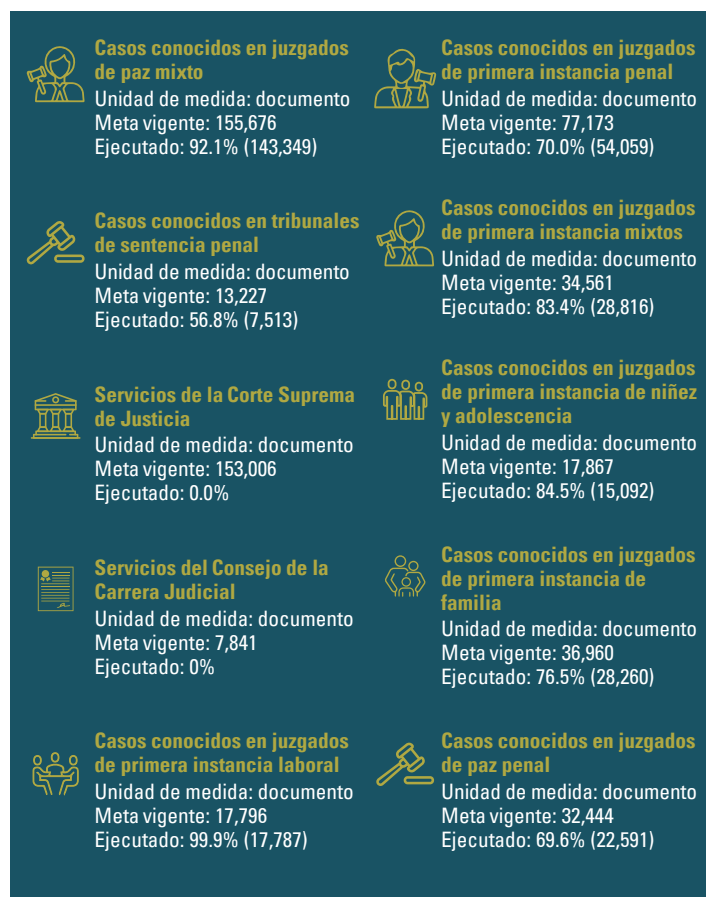 Casos conocidos en juzgados
de paz mixto
Unidad de medida: documento
Meta vigente: 155,676
Ejecutado: 92.1% (143,349)
Casos conocidos en tribunales
de sentencia penal
Unidad de medida: documento
Meta vigente: 13,227
Ejecutado: 56.8% (7,513)
Servicios de la Corte Suprema
de Justicia
Unidad de medida: documento
Meta vigente: 153,006
Ejecutado: 0.0%
Servicios del Consejo de la
Carrera Judicial
Unidad de medida: documento
Meta vigente: 7,841
Ejecutado: 0%
Casos conocidos en juzgados
de primera instancia laboral
Unidad de medida: documento
Meta vigente: 17,796
Ejecutado: 99.9% (17,787)
Casos conocidos en juzgados
de primera instancia penal
Unidad de medida: documento
Meta vigente: 77,173
Ejecutado: 70.0% (54,059)
Casos conocidos en juzgados
de primera instancia mixtos
Unidad de medida: documento
Meta vigente: 34,561
Ejecutado: 83.4% (28,816)
Casos conocidos en juzgados
de primera instancia de niñez
y adolescencia
Unidad de medida: documento
Meta vigente: 17,867
Ejecutado: 84.5% (15,092)
Casos conocidos en juzgados
de primera instancia de
familia
Unidad de medida: documento
Meta vigente: 36,960
Ejecutado: 76.5% (28,260)
Casos conocidos en juzgados
de paz penal
Unidad de medida: documento
Meta vigente: 32,444
Ejecutado: 69.6% (22,591)